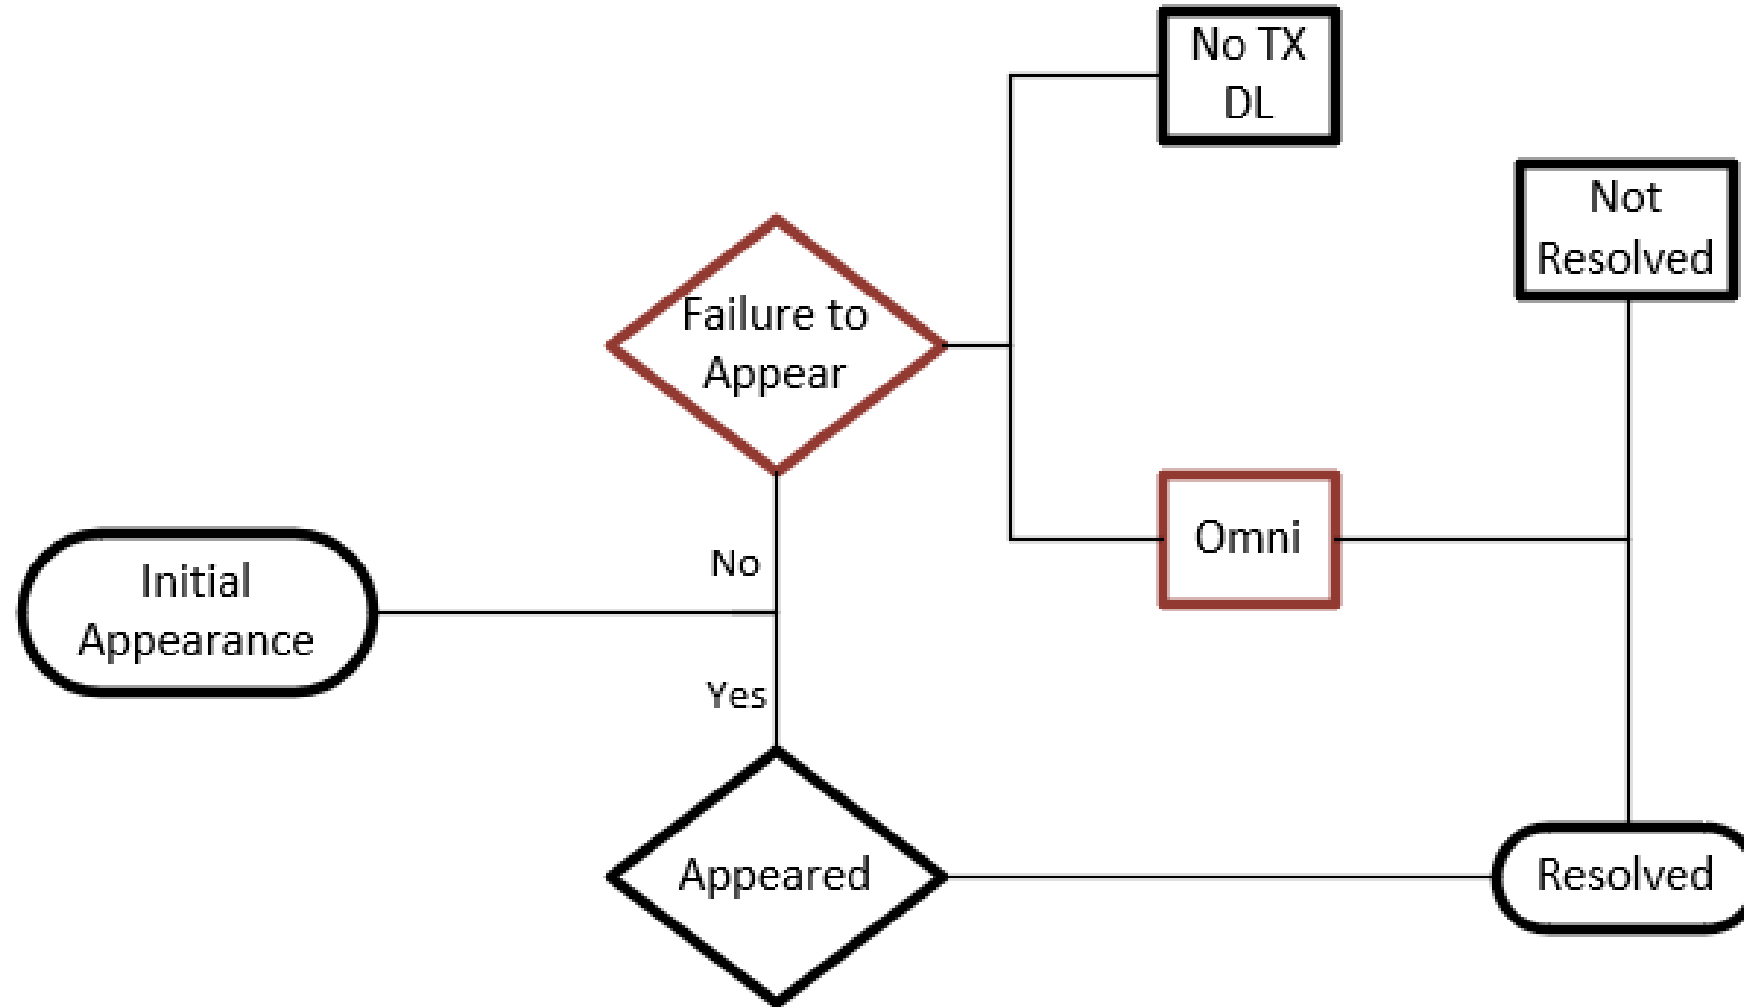 No TX
DL
Not
Resolved
Failure to
Appear
Omni
No
Initial
Appearance
Yes
Appeared
Resolved